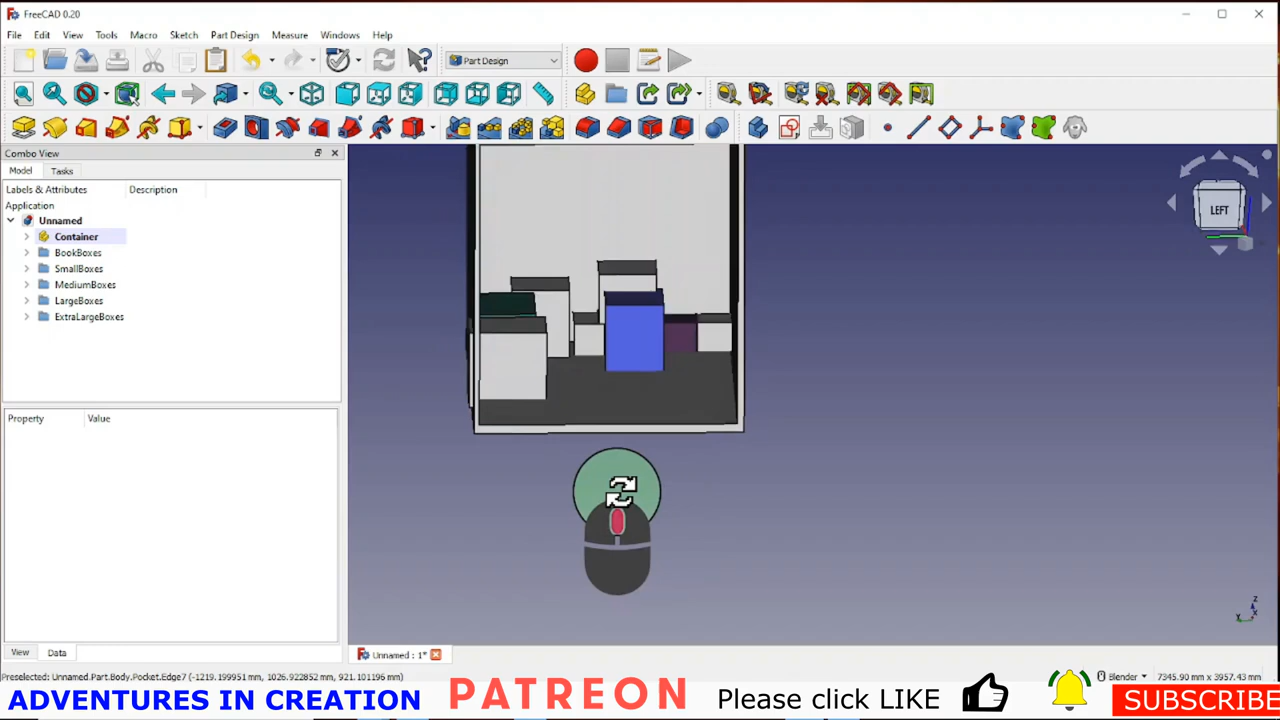 FreeCAD 0.20
File Edit View Tools Macro Sketch Part Design Measure Windows Help
Part Design
Combo View
Model Tasks
Labels & Attributes Description
Application
Unnamed
Container
BookBoxes
SmallBoxes
MediumBoxes
LargeBoxes
ExtraLargeBoxes
LEFT
Property Value
Z
Y
X
View Data
Unnamed : 1*
Preselected: Unnamed.Part.Body.Pocket.Edge7 (-1219.199951 mm, 1026.922852 mm, 921.101196 mm)
Blender
7345.90 mm x 3957.43 mm
ADVENTURES IN CREATION PATREON Please click LIKE SUBSCRIBE